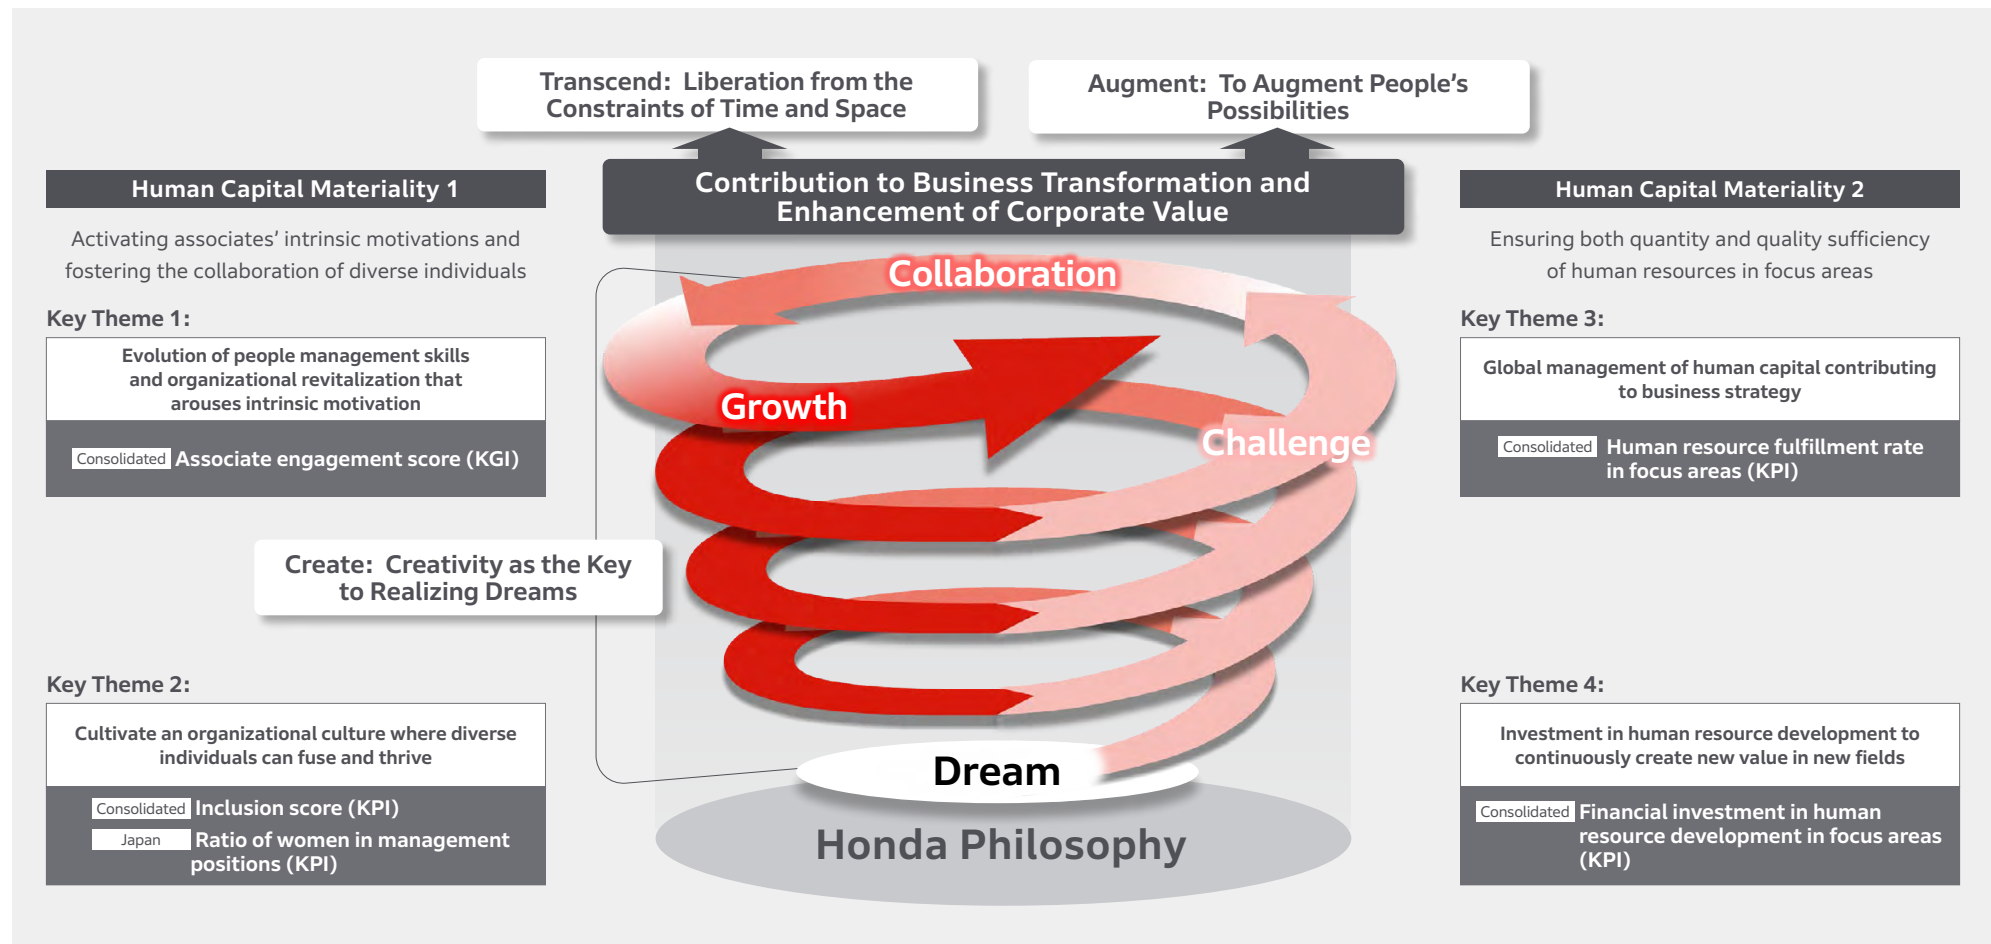 Transcend: Liberation from the
Constraints of Time and Space
Augment: To Augment People's
Possibilities
Contribution to Business Transformation and
Enhancement of Corporate Value
Human Capital Materiality 1
Activating associates' intrinsic motivations and
fostering the collaboration of diverse individuals
Key Theme 1:
Evolution of people management skills
and organizational revitalization that
arouses intrinsic motivation
Consolidated Associate engagement score (KGI)
Create: Creativity as the Key
to Realizing Dreams
Key Theme 2:
Cultivate an organizational culture where diverse
individuals can fuse and thrive
Consolidated Inclusion score (KPI)
Japan Ratio of women in management
positions (KPI)
Collaboration
Growth
Challenge
Dream
Honda Philosophy
Human Capital Materiality 2
Ensuring both quantity and quality sufficiency
of human resources in focus areas
Key Theme 3:
Global management of human capital contributing
to business strategy
Consolidated Human resource fulfillment rate
in focus areas (KPI)
Key Theme 4:
Investment in human resource development to
continuously create new value in new fields
Consolidated Financial investment in human
resource development in focus areas
(KPI)